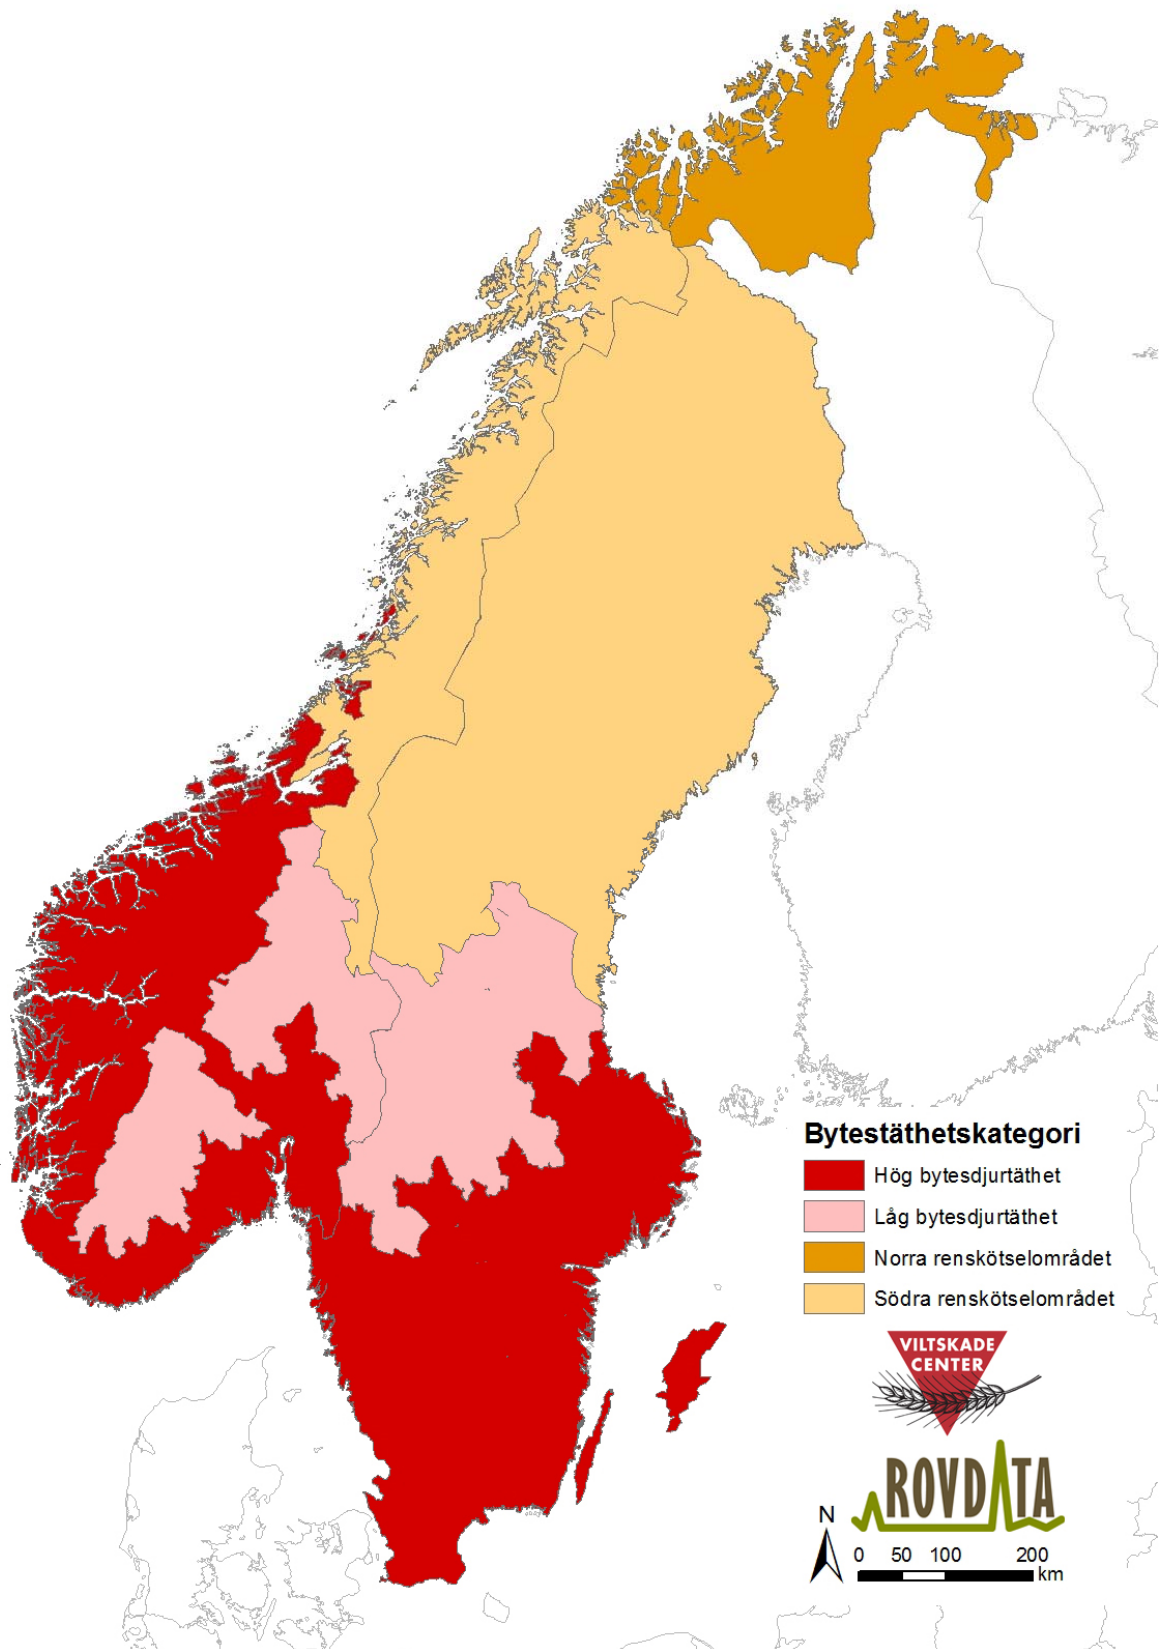 Bytestäthetskategori
Hög bytesdjurtäthet
Låg bytesdjurtäthet
Norra renskötselområdet
Södra renskötselområdet
VILTSKADE
CENTER
ROVDATA
N
0 50 100 200
km